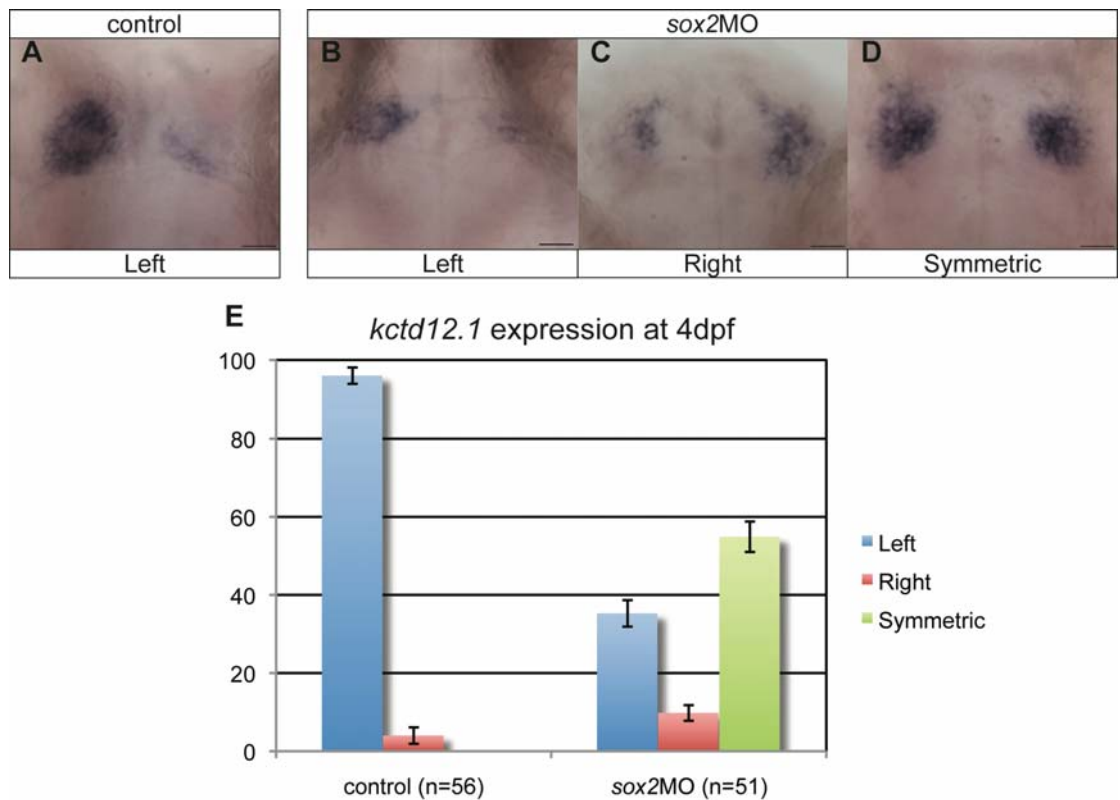 control
sox2MO
A
B
C
D
Left
Left
Right
Symmetric
E
kctd12.1 expression at 4dpf
100
80
60
40
20
0
Left
Right
Symmetric
control (n=56)
sox2MO (n=51)